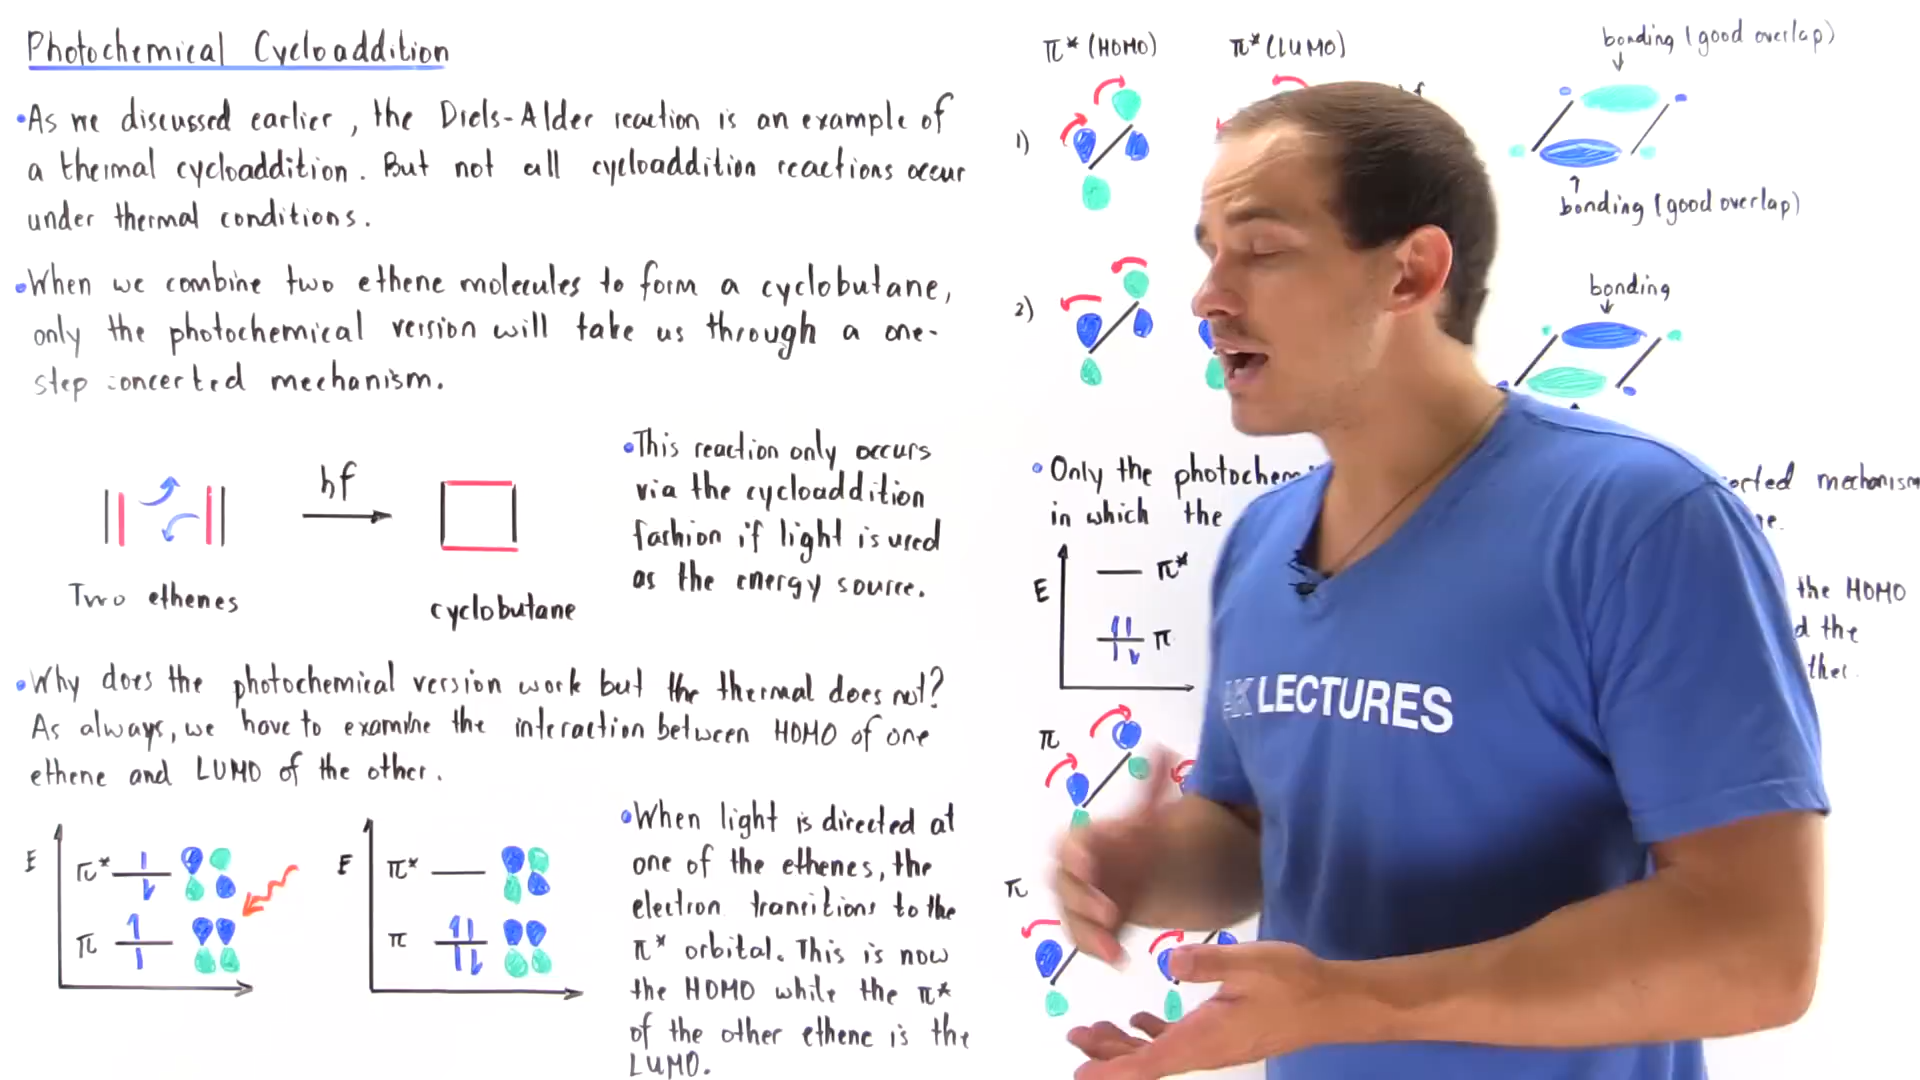 Photochemical Cycloaddition
•As we discussed earlier, the Diels-Alder reaction is an example of
a thermal cycloaddition. But not all cycloaddition reactions occur
under thermal conditions.
•When we combine two ethene molecules to form a cyclobutane,
only the photochemical version will take us through a one-
step concerted mechanism.
hf
Two ethenes
cyclobutane
•This reaction only occurs
via the cycloaddition
fashion if light is used
as the energy source.
•Why does the photochemical version work but the thermal does not?
As always, we have to examine the interaction between HOMO of one
ethene and LUMO of the other.
E
π*
π
E
π*
π
•When light is directed at
one of the ethenes, the
electron transitions to the
π* orbital. This is now
the HOMO while the π*
of the other ethene is the
LUMO.
π* (HOMO)
π* (LUMO)
bonding (good overlap)
1)
bonding (good overlap)
2)
bonding
•Only the
mechanism
in which the
E
π*
π
the HOMO
the
π
π
AK LECTURES